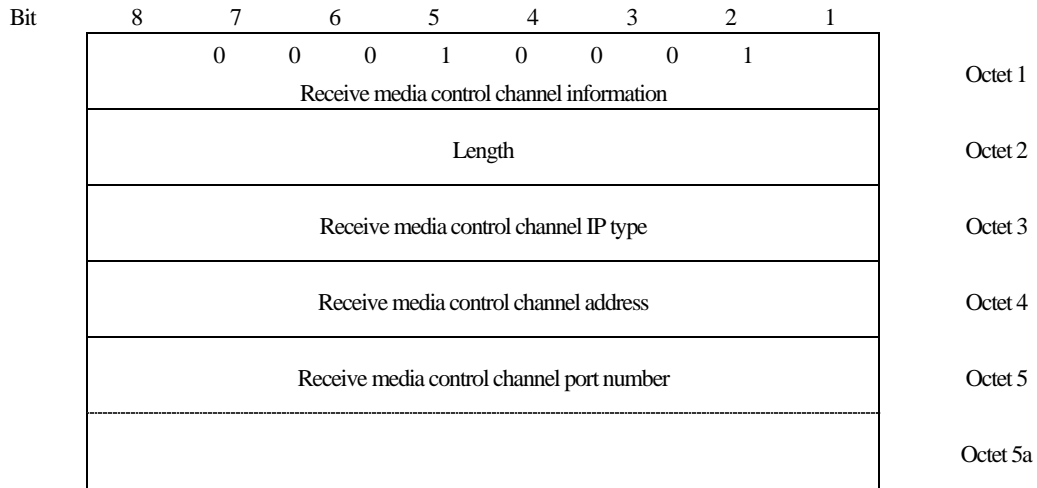 Bit 8 7 6 5 4 3 2 1
0 0 0 1 0 0 0 1
Receive media control channel information
Octet 1
Length Octet 2
Receive media control channel IP type Octet 3
Receive media control channel address Octet 4
Receive media control channel port number Octet 5
Octet 5a